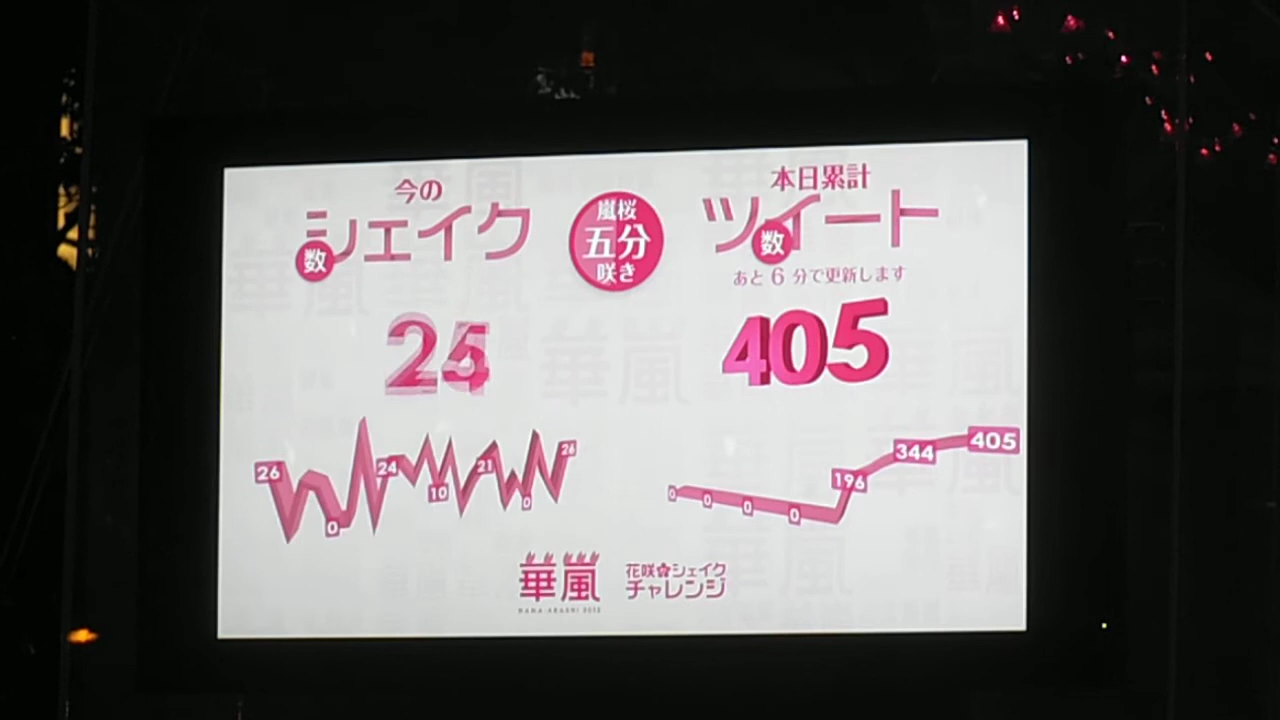 今の
シェイク数
嵐桜
五分
咲き
本日累計
ツイート数
あと 6 分で更新します
405
26
0
24
10
21
0
26
0
0
0
0
196
344
405
華嵐
HANA-ARASHI 2012
花咲✿シェイク
チャレンジ